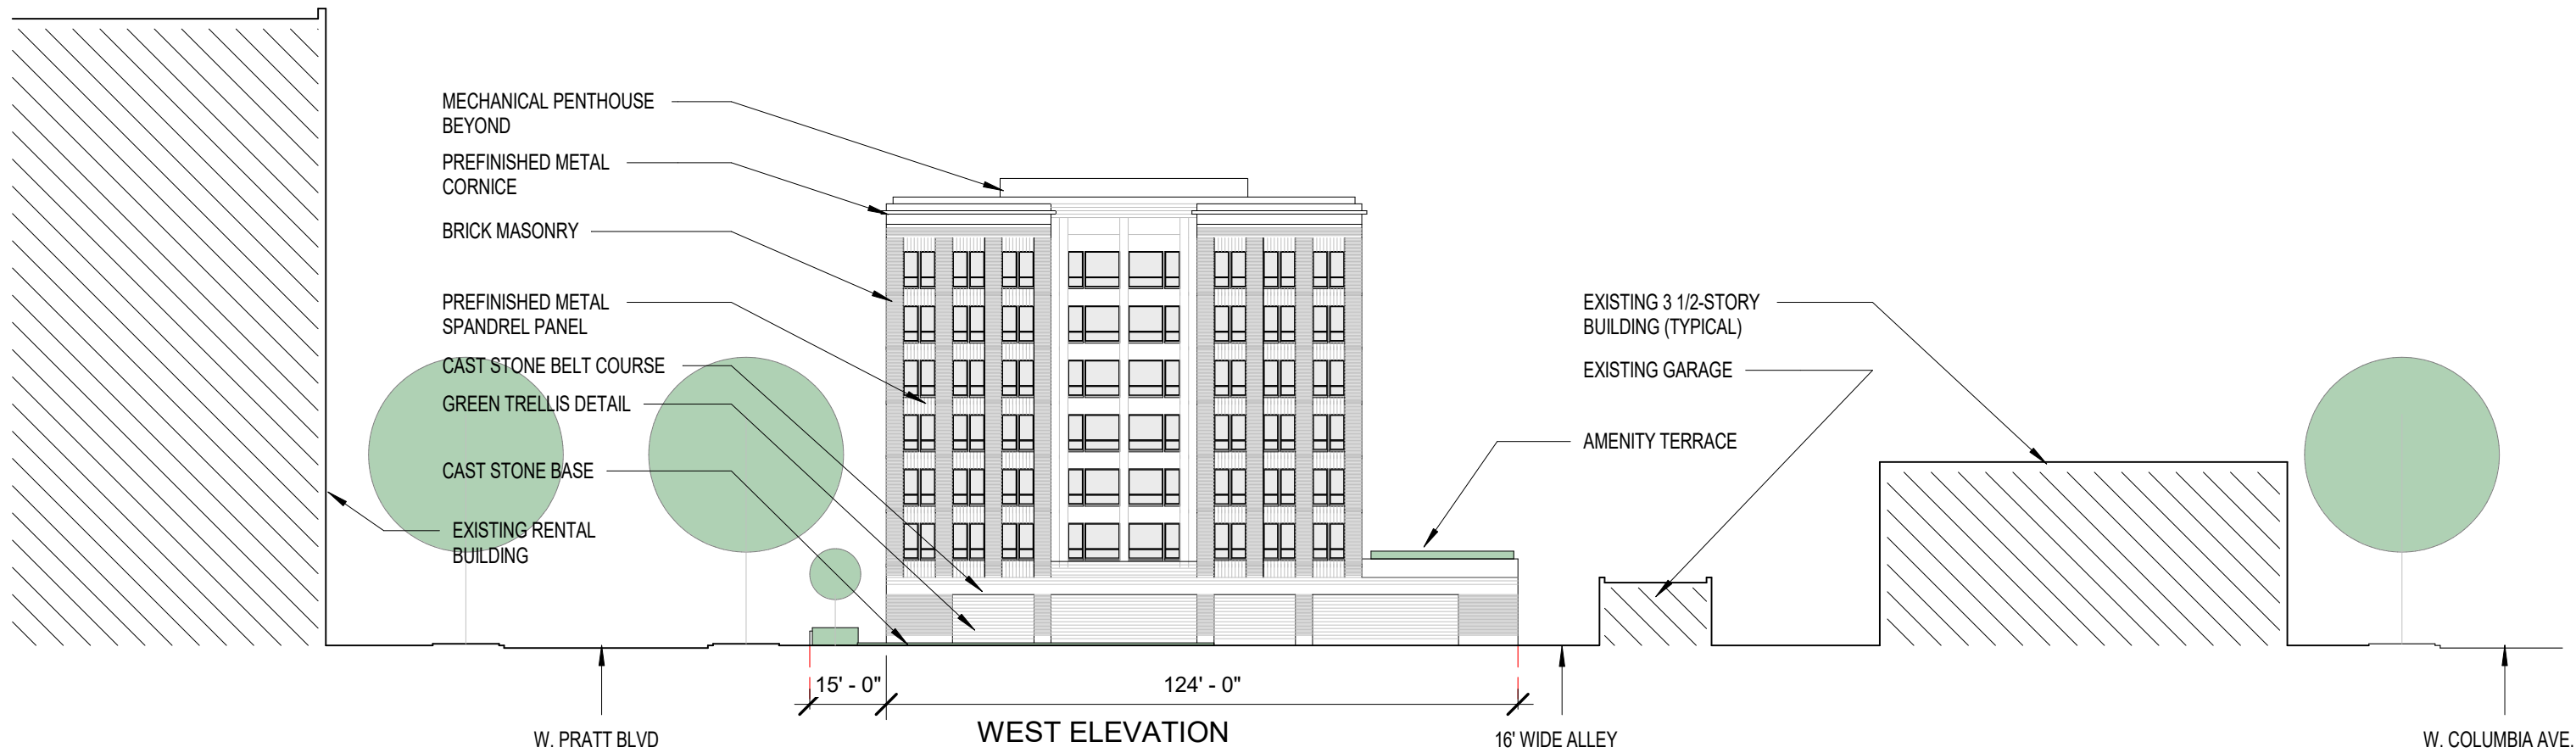 MECHANICAL PENTHOUSE
BEYOND
PREFINISHED METAL
CORNICE
BRICK MASONRY
PREFINISHED METAL
SPANDREL PANEL
CAST STONE BELT COURSE
GREEN TRELLIS DETAIL
CAST STONE BASE
EXISTING RENTAL
BUILDING
EXISTING 3 1/2-STORY
BUILDING (TYPICAL)
EXISTING GARAGE
AMENITY TERRACE
15' - 0"
124' - 0"
WEST ELEVATION
W. PRATT BLVD
16' WIDE ALLEY
W. COLUMBIA AVE.